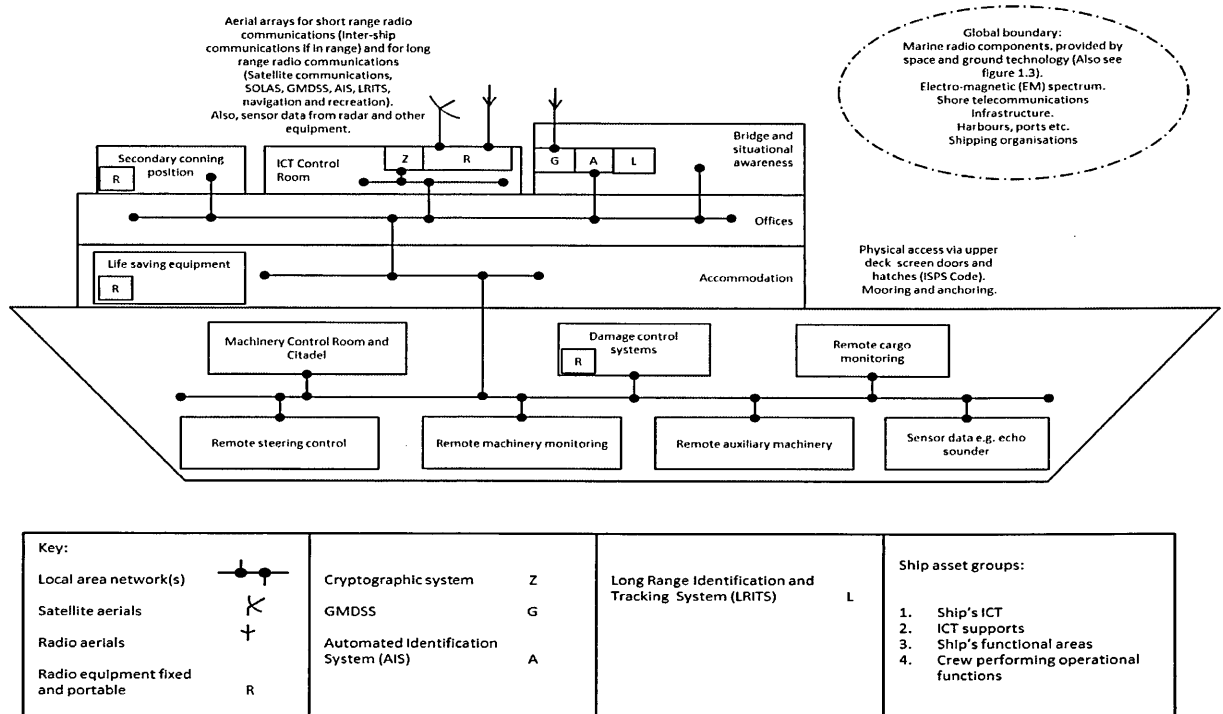 Aerial arrays for short range radio
communications (Inter-ship
communications if in range) and for long
range radio communications
(Satellite communications,
SOLAS, GMDSS, AIS, LRITS,
navigation and recreation).
Also, sensor data from radar and other
equipment.
Global boundary:
Marine radio components, provided by
space and ground technology (Also see
figure 1.3).
Electro-magnetic (EM) spectrum.
Shore telecommunications
Infrastructure.
Harbours, ports etc.
Shipping organisations
Secondary conning
position
R
ICT Control
Room
Z
R
G
A
L
Bridge and
situational
awareness
Offices
Life saving equipment
R
Accommodation
Physical access via upper
deck screen doors and
hatches (ISPS Code).
Mooring and anchoring.
Machinery Control Room and
Citadel
Damage control
systems
R
Remote cargo
monitoring
Remote steering control
Remote machinery monitoring
Remote auxiliary machinery
Sensor data e.g. echo
sounder
Key:
Local area network(s)
Satellite aerials
Radio aerials
Radio equipment fixed
and portable R
Cryptographic system Z
GMDSS G
Automated Identification
System (AIS) A
Long Range Identification and
Tracking System (LRITS) L
Ship asset groups:
1. Ship's ICT
2. ICT supports
3. Ship's functional areas
4. Crew performing operational
functions